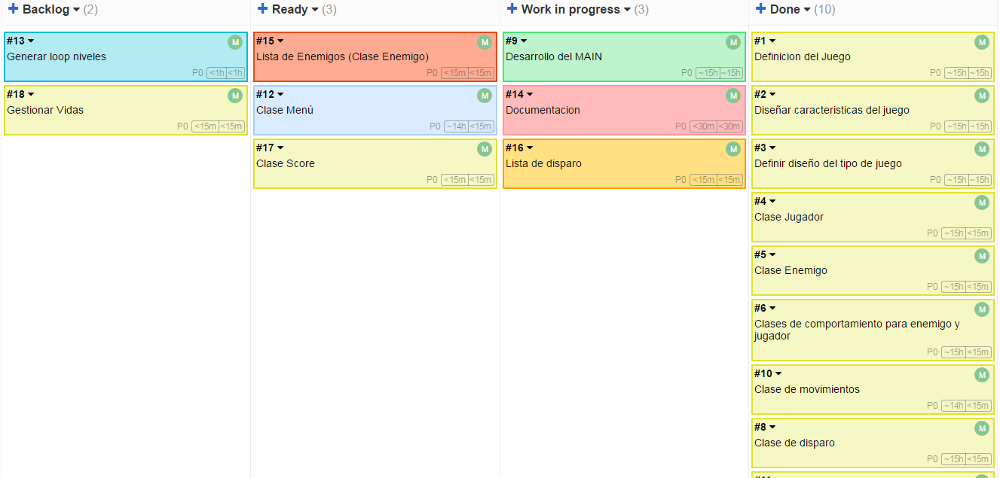 Backlog (2)
#13
M
Generar loop niveles
P0 <1h <1h
#18
M
Gestionar Vidas
P0 <15m <15m
Ready (3)
#15
M
Lista de Enemigos (Clase Enemigo)
P0 <15m <15m
#12
M
Clase Menú
P0 ~14h <15m
#17
M
Clase Score
P0 <15m <15m
Work in progress (3)
#9
M
Desarrollo del MAIN
P0 ~15h ~15h
#14
M
Documentacion
P0 <30m <30m
#16
M
Lista de disparo
P0 <15m <15m
Done (10)
#1
M
Definicion del Juego
P0 ~15h ~15h
#2
M
Diseñar caracteristicas del juego
P0 ~15h ~15h
#3
M
Definir diseño del tipo de juego
P0 ~15h ~15h
#4
M
Clase Jugador
P0 ~15h <15m
#5
M
Clase Enemigo
P0 ~15h <15m
#6
M
Clases de comportamiento para enemigo y
jugador
P0 ~15h <15m
#10
M
Clase de movimientos
P0 ~14h <15m
#8
M
Clase de disparo
P0 ~15h <15m